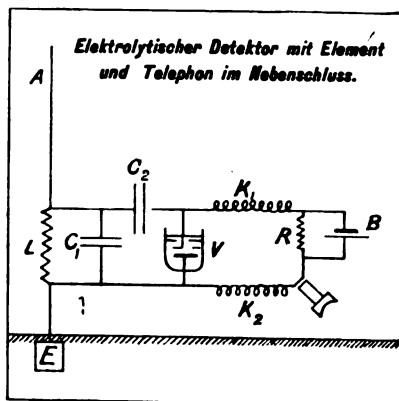 Elektrolytischer Detektor mit Element
und Telephon im Nebenschluss.
A
C2
K1
B
R
L
C1
V
K2
E